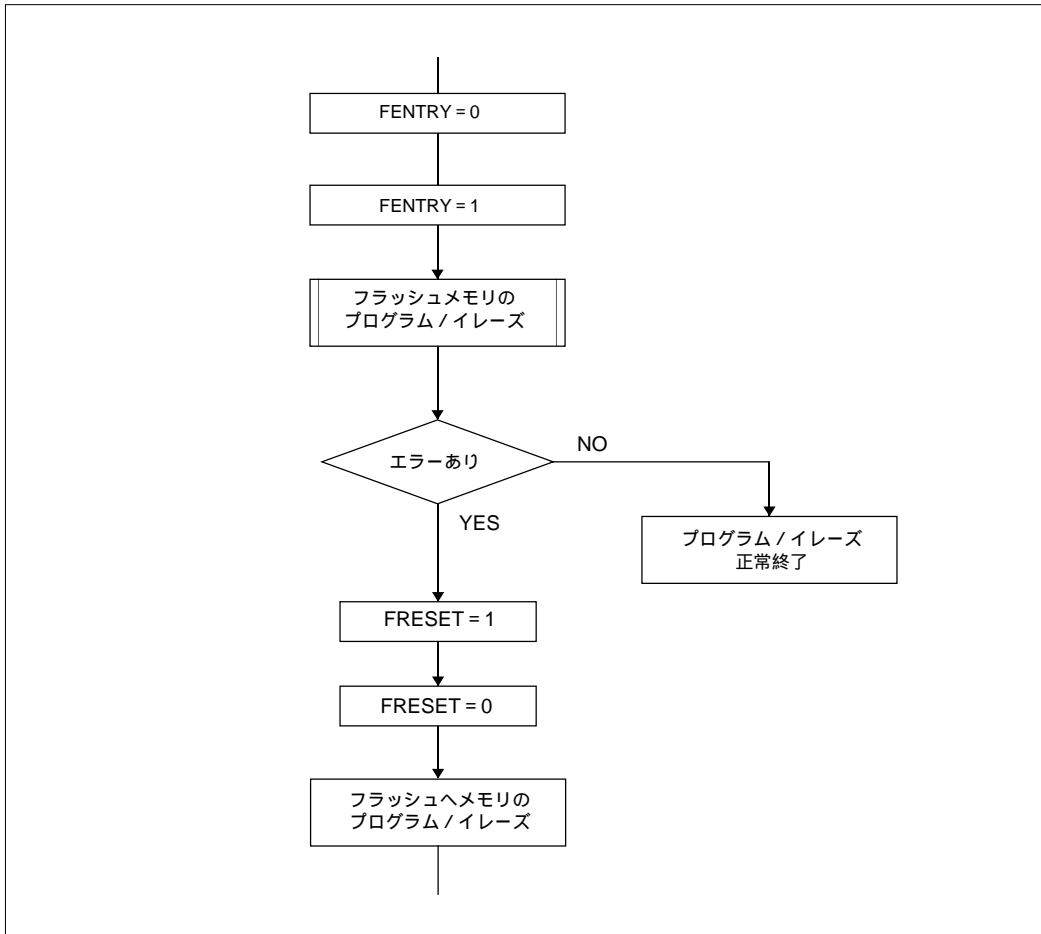 FENTRY = 0
FENTRY = 1
フラッシュメモリの
プログラム / イレーズ
エラーあり
NO
YES
プログラム / イレーズ
正常終了
FRESET = 1
FRESET = 0
フラッシュへメモリの
プログラム / イレーズ